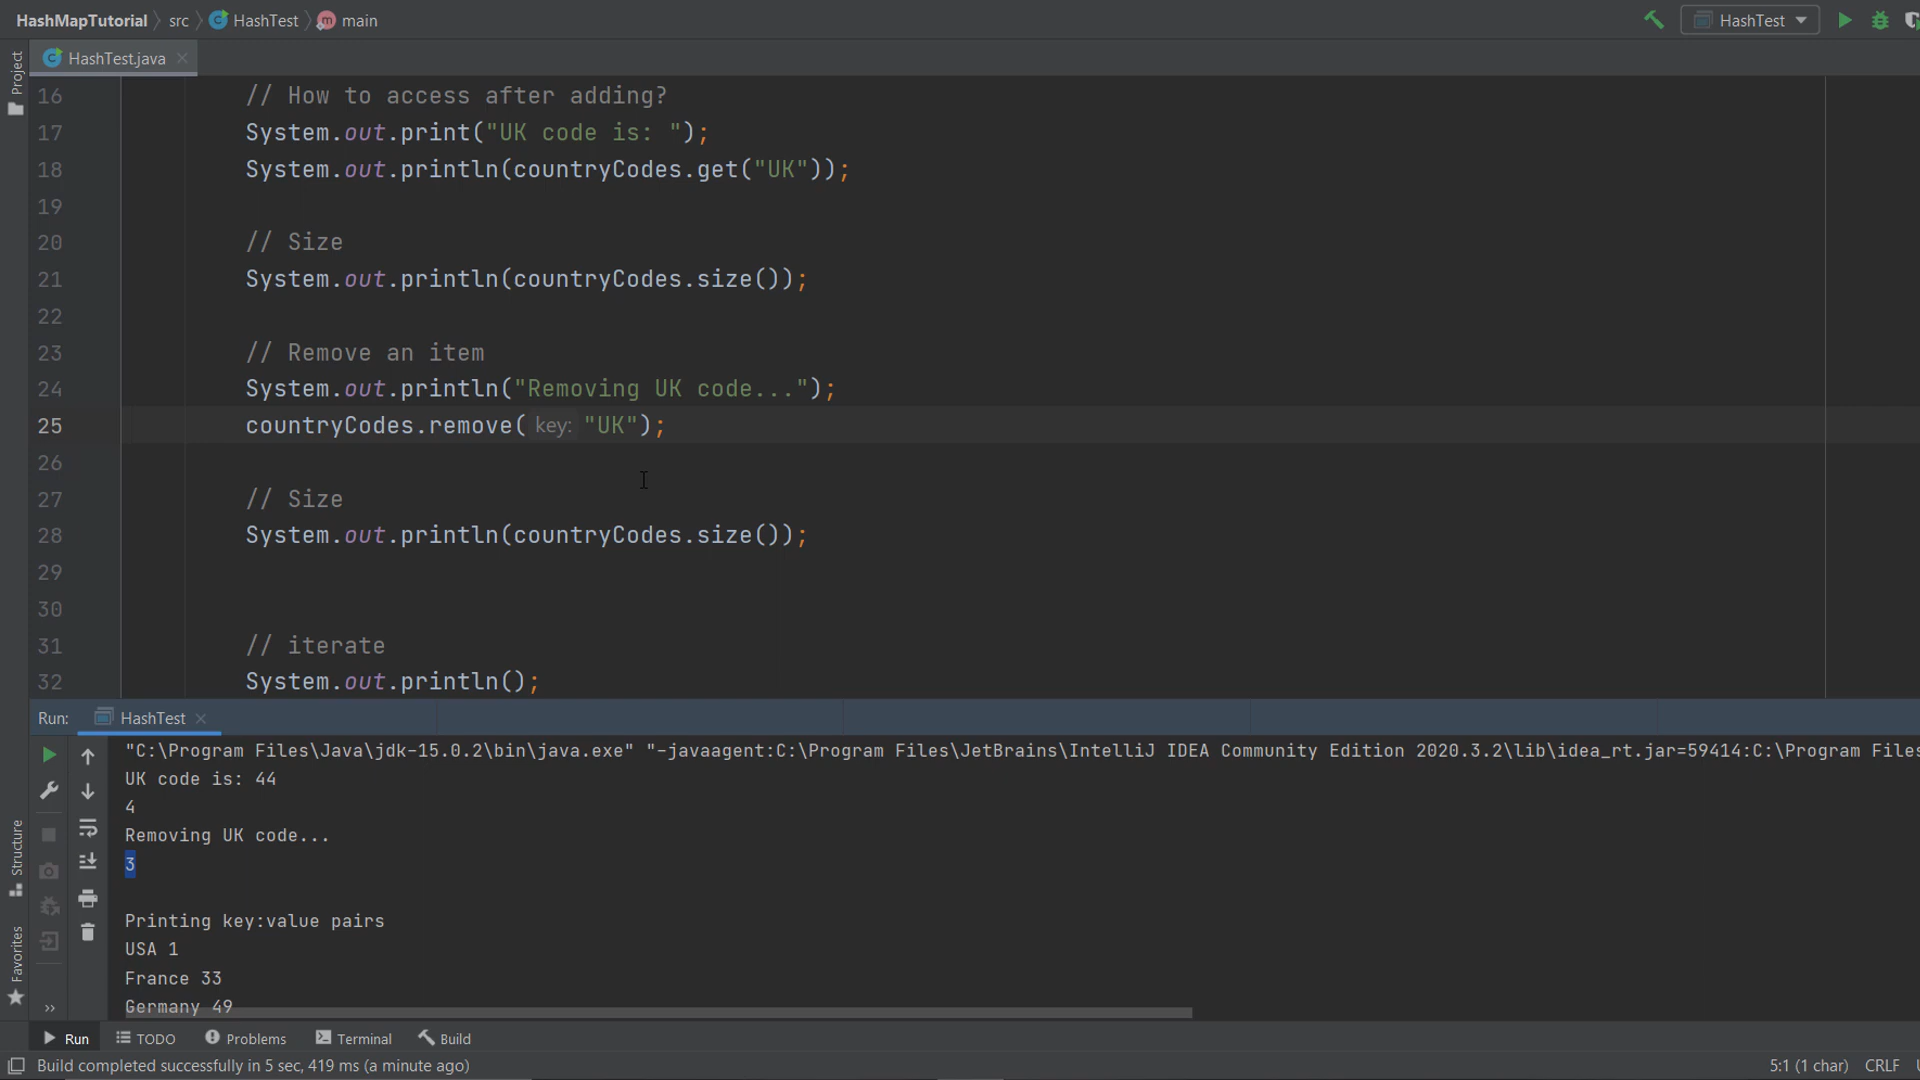 HashMapTutorial src HashTest main HashTest
HashTest.java
Project
16 // How to access after adding?
17 System.out.print("UK code is: ");
18 System.out.println(countryCodes.get("UK"));
19
20 // Size
21 System.out.println(countryCodes.size());
22
23 // Remove an item
24 System.out.println("Removing UK code...");
25 countryCodes.remove( key: "UK");
26
27 // Size
28 System.out.println(countryCodes.size());
29
30
31 // iterate
32 System.out.println();
Run: HashTest
"C:\Program Files\Java\jdk-15.0.2\bin\java.exe" "-javaagent:C:\Program Files\JetBrains\IntelliJ IDEA Community Edition 2020.3.2\lib\idea_rt.jar=59414:C:\Program Files
UK code is: 44
4
Removing UK code...
3
Printing key:value pairs
USA 1
France 33
Germany 49
Structure
Favorites
Run TODO Problems Terminal Build
Build completed successfully in 5 sec, 419 ms (a minute ago) 5:1 (1 char) CRLF